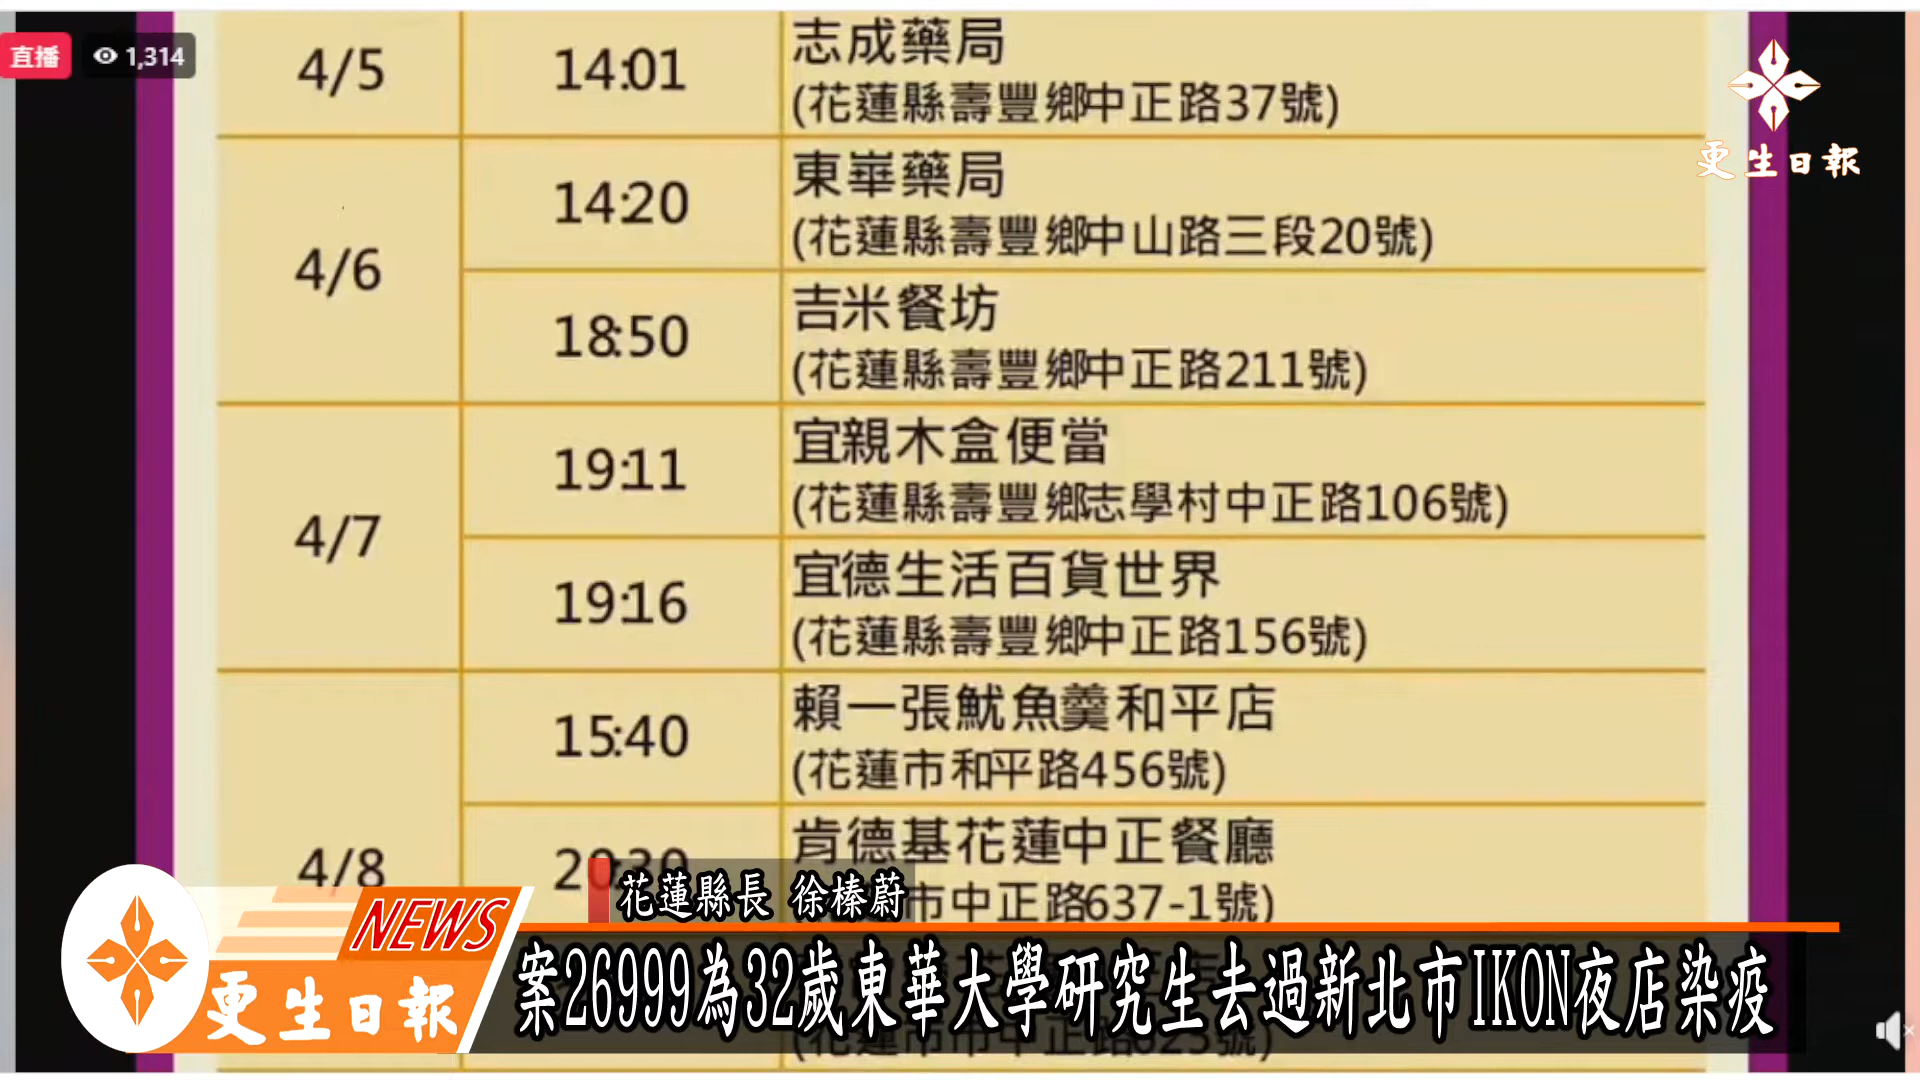 直播
1,314
4/5
14:01
志成藥局
(花蓮縣壽豐鄉中正路37號)
更生日報
4/6
14:20
東崋藥局
(花蓮縣壽豐鄉中山路三段20號)
18:50
吉米餐坊
(花蓮縣壽豐鄉中正路211號)
4/7
19:11
宜親木盒便當
(花蓮縣壽豐鄉志學村中正路106號)
19:16
宜德生活百貨世界
(花蓮縣壽豐鄉中正路156號)
4/8
15:40
賴一張魷魚羹和平店
(花蓮市和平路456號)
20:30
肯德基花蓮中正餐廳
市中正路637-1號)
花蓮縣長 徐榛蔚
NEWS
更生日報
案26999為32歲東華大學研究生去過新北市IKON夜店染疫